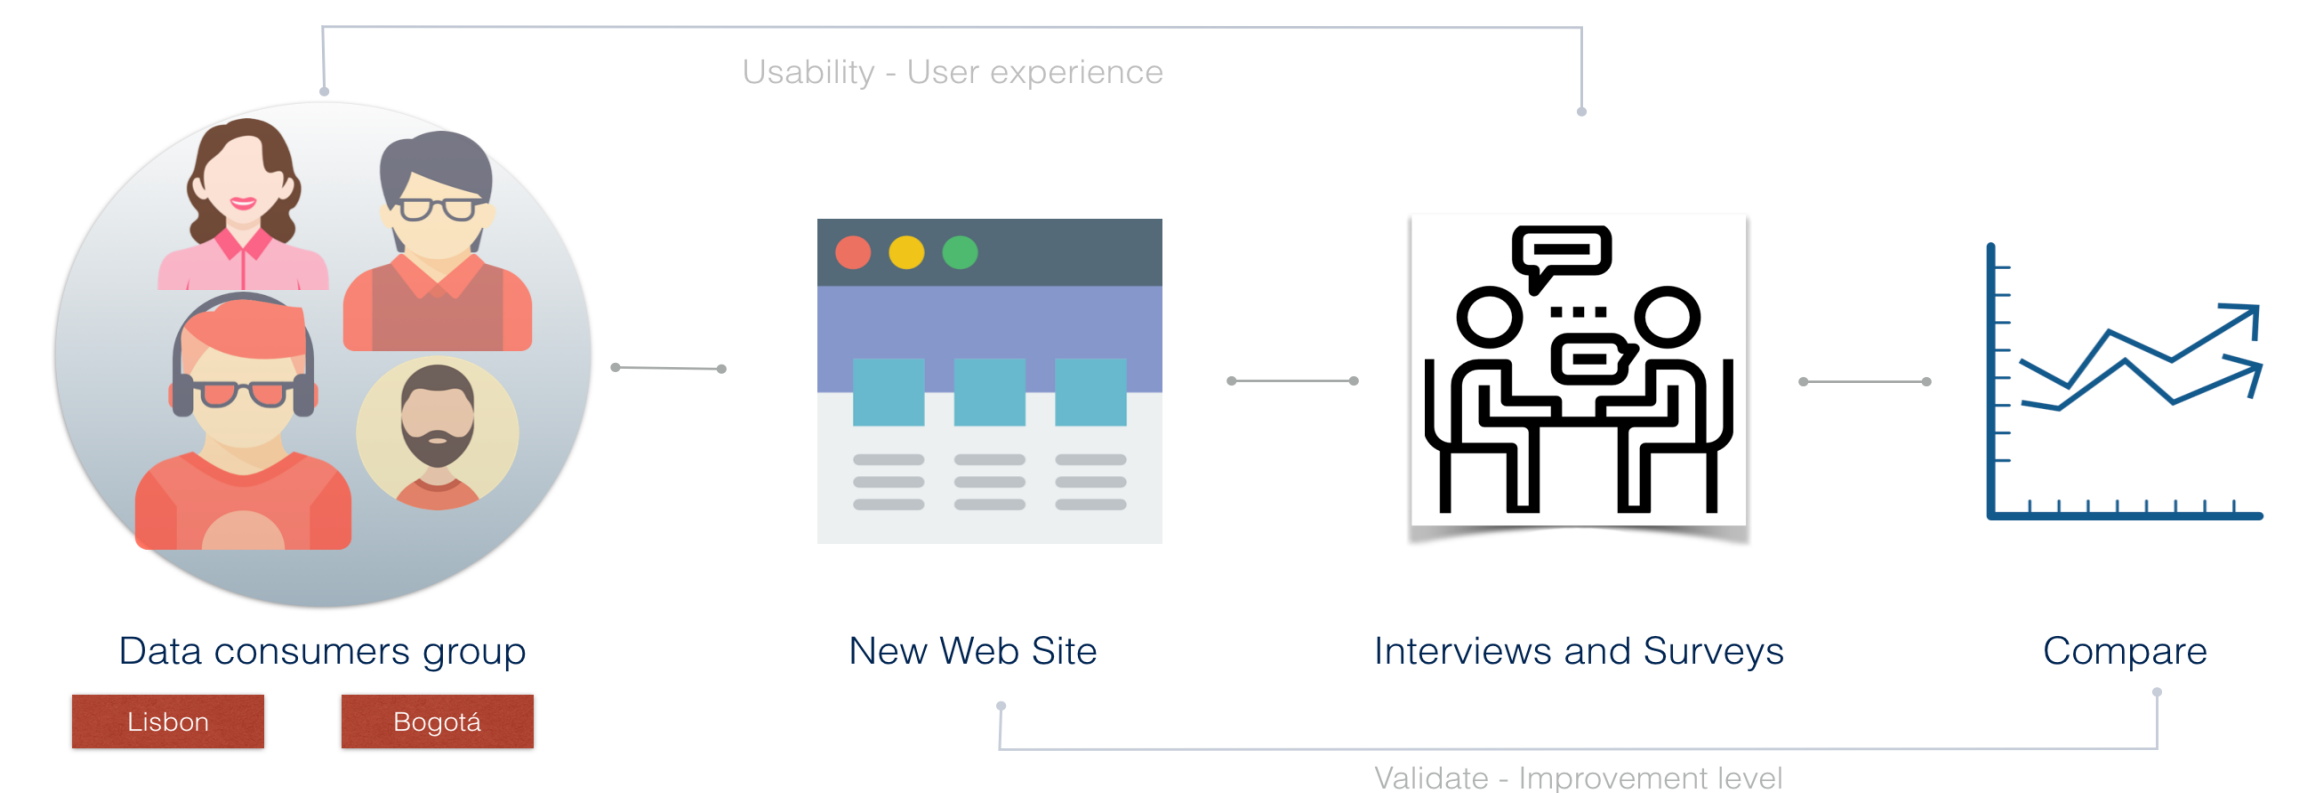 Usability - User experience
Data consumers group
New Web Site
Interviews and Surveys
Compare
Lisbon
Bogotá
Validate - Improvement level